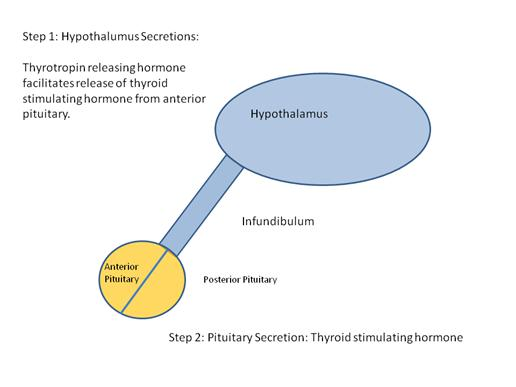 Step 1: Hypothalumus Secretions:
Thyrotropin releasing hormone
facilitates release of thyroid
stimulating hormone from anterior
pituitary.
Hypothalamus
Infundibulum
Anterior
Pituitary
Posterior Pituitary
Step 2: Pituitary Secretion: Thyroid stimulating hormone